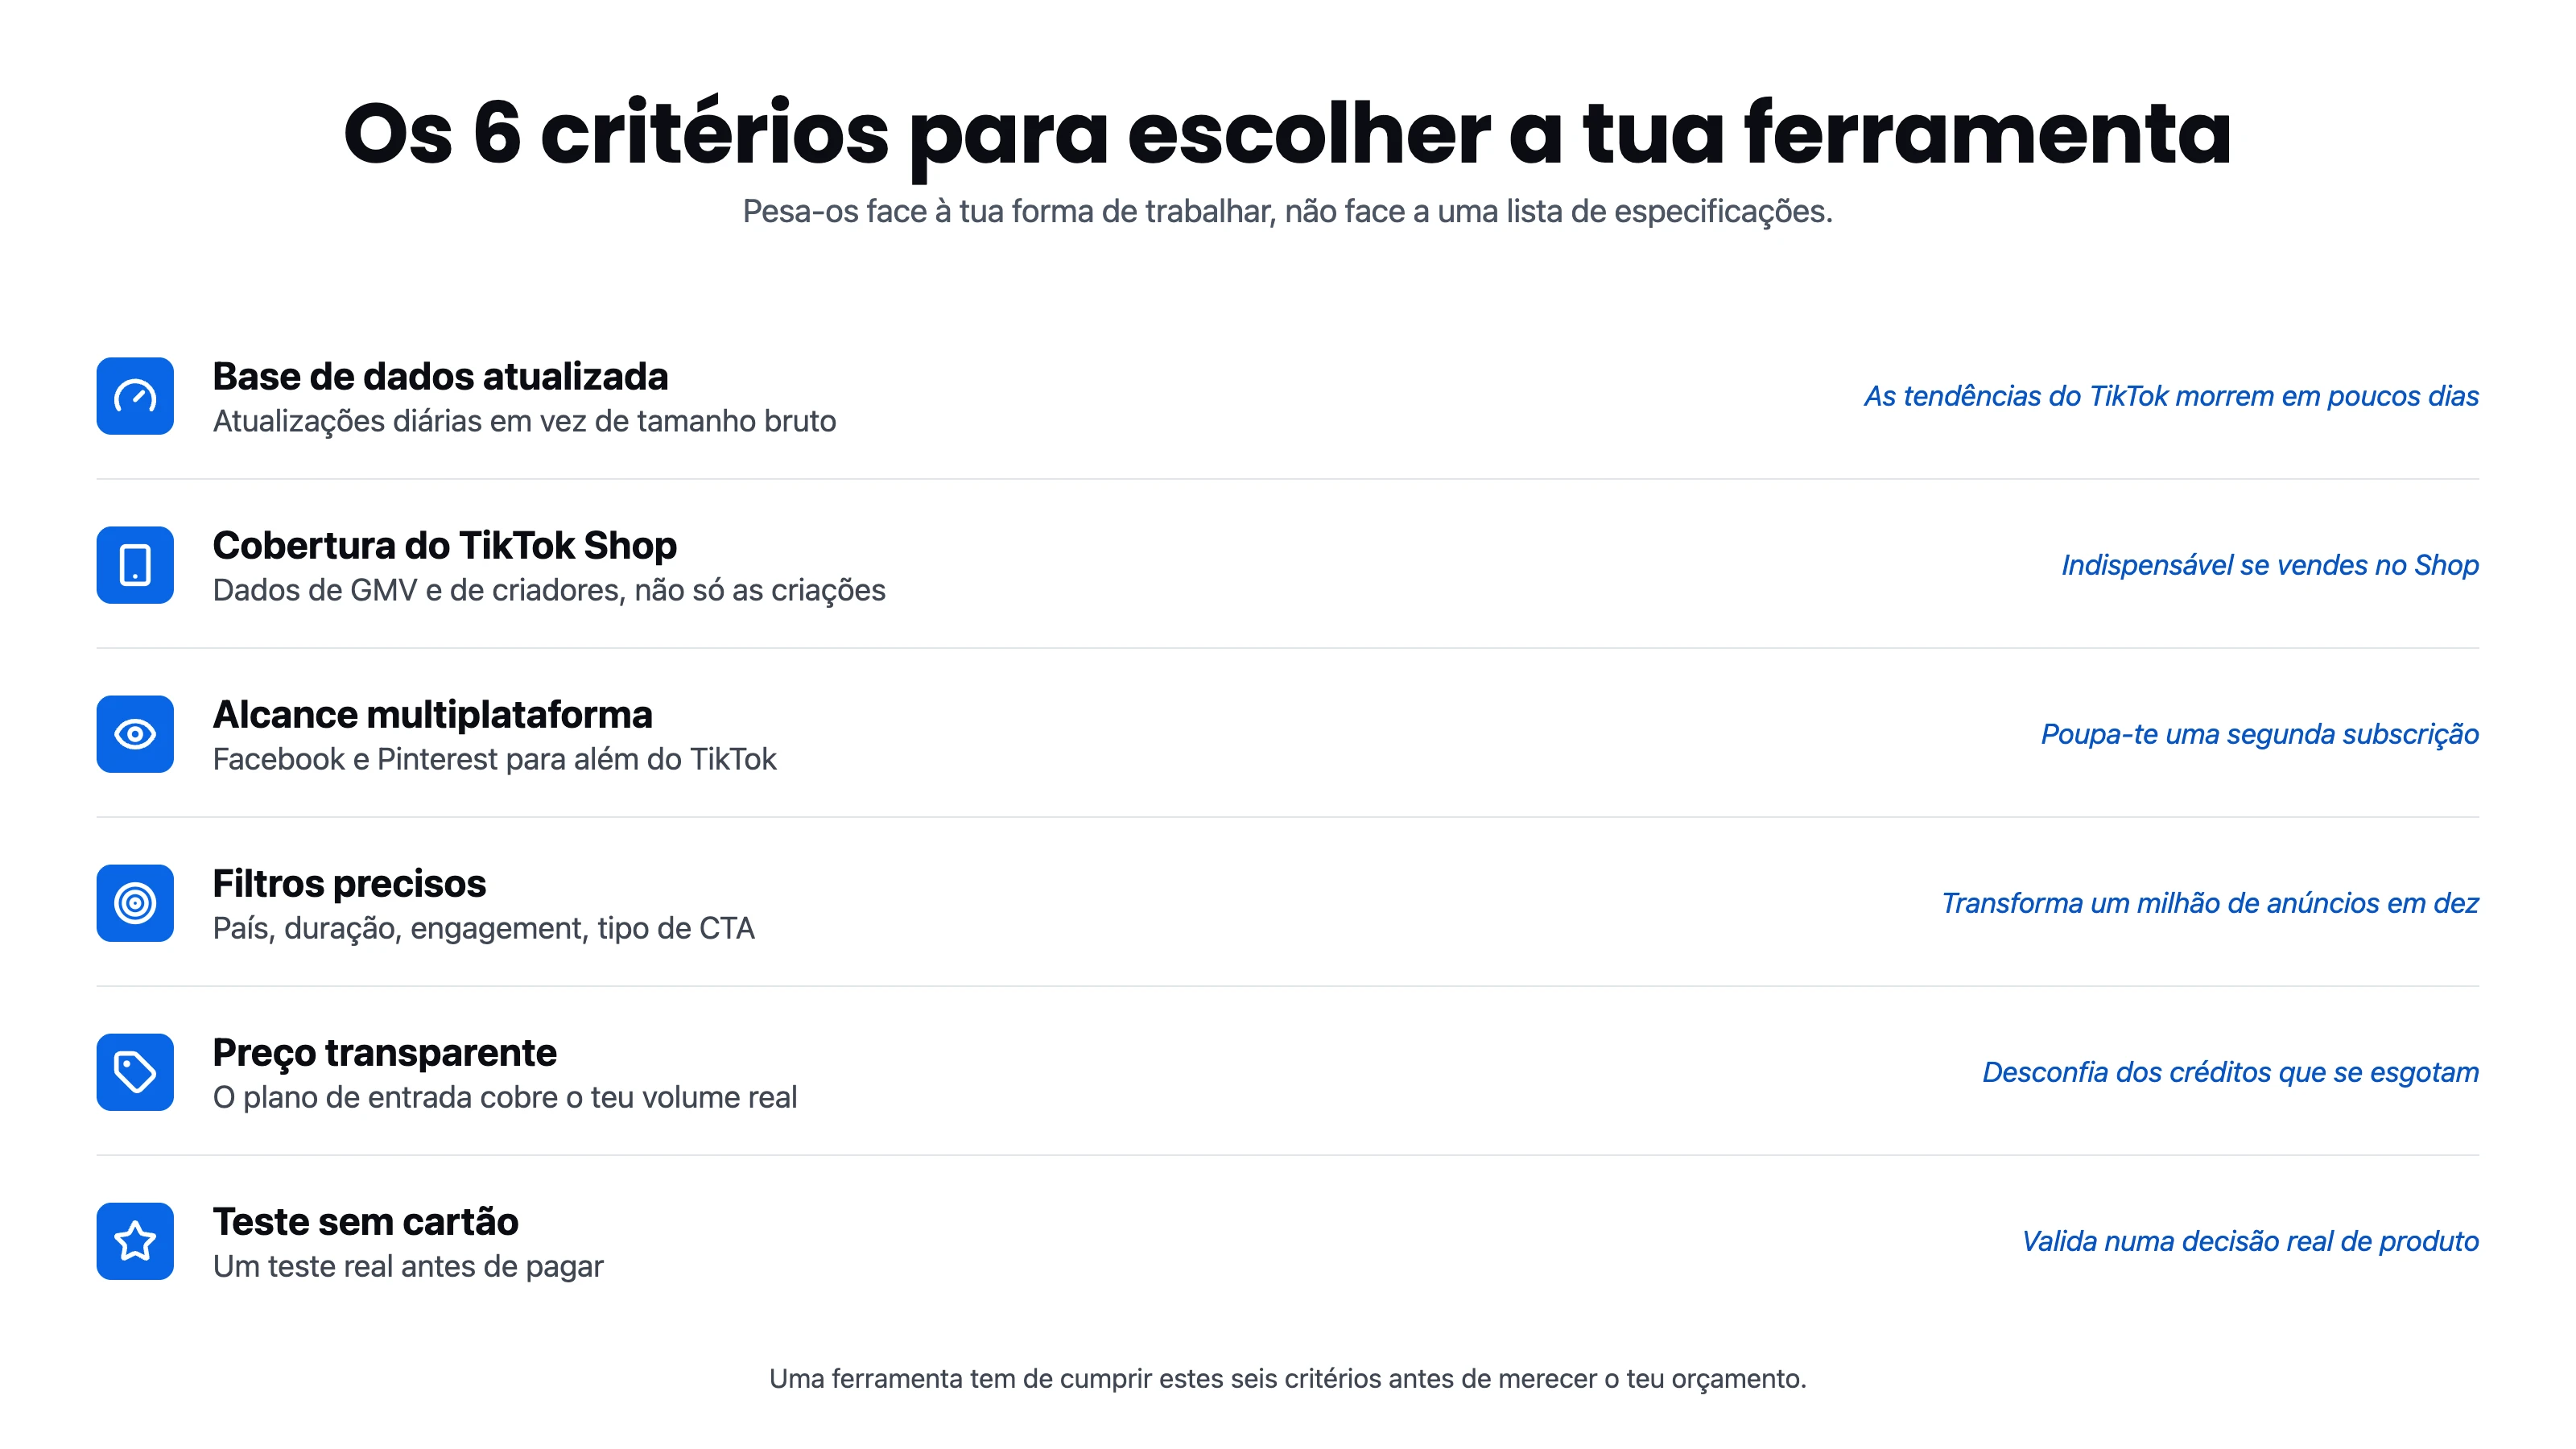 Os 6 critérios para escolher a tua ferramenta
Pesa-os face à tua forma de trabalhar, não face a uma lista de especificações.
Base de dados atualizada
Atualizações diárias em vez de tamanho bruto
As tendências do TikTok morrem em poucos dias
Cobertura do TikTok Shop
Dados de GMV e de criadores, não só as criações
Indispensável se vendes no Shop
Alcance multiplataforma
Facebook e Pinterest para além do TikTok
Poupa-te uma segunda subscrição
Filtros precisos
País, duração, engagement, tipo de CTA
Transforma um milhão de anúncios em dez
Preço transparente
O plano de entrada cobre o teu volume real
Desconfia dos créditos que se esgotam
Teste sem cartão
Um teste real antes de pagar
Valida numa decisão real de produto
Uma ferramenta tem de cumprir estes seis critérios antes de merecer o teu orçamento.